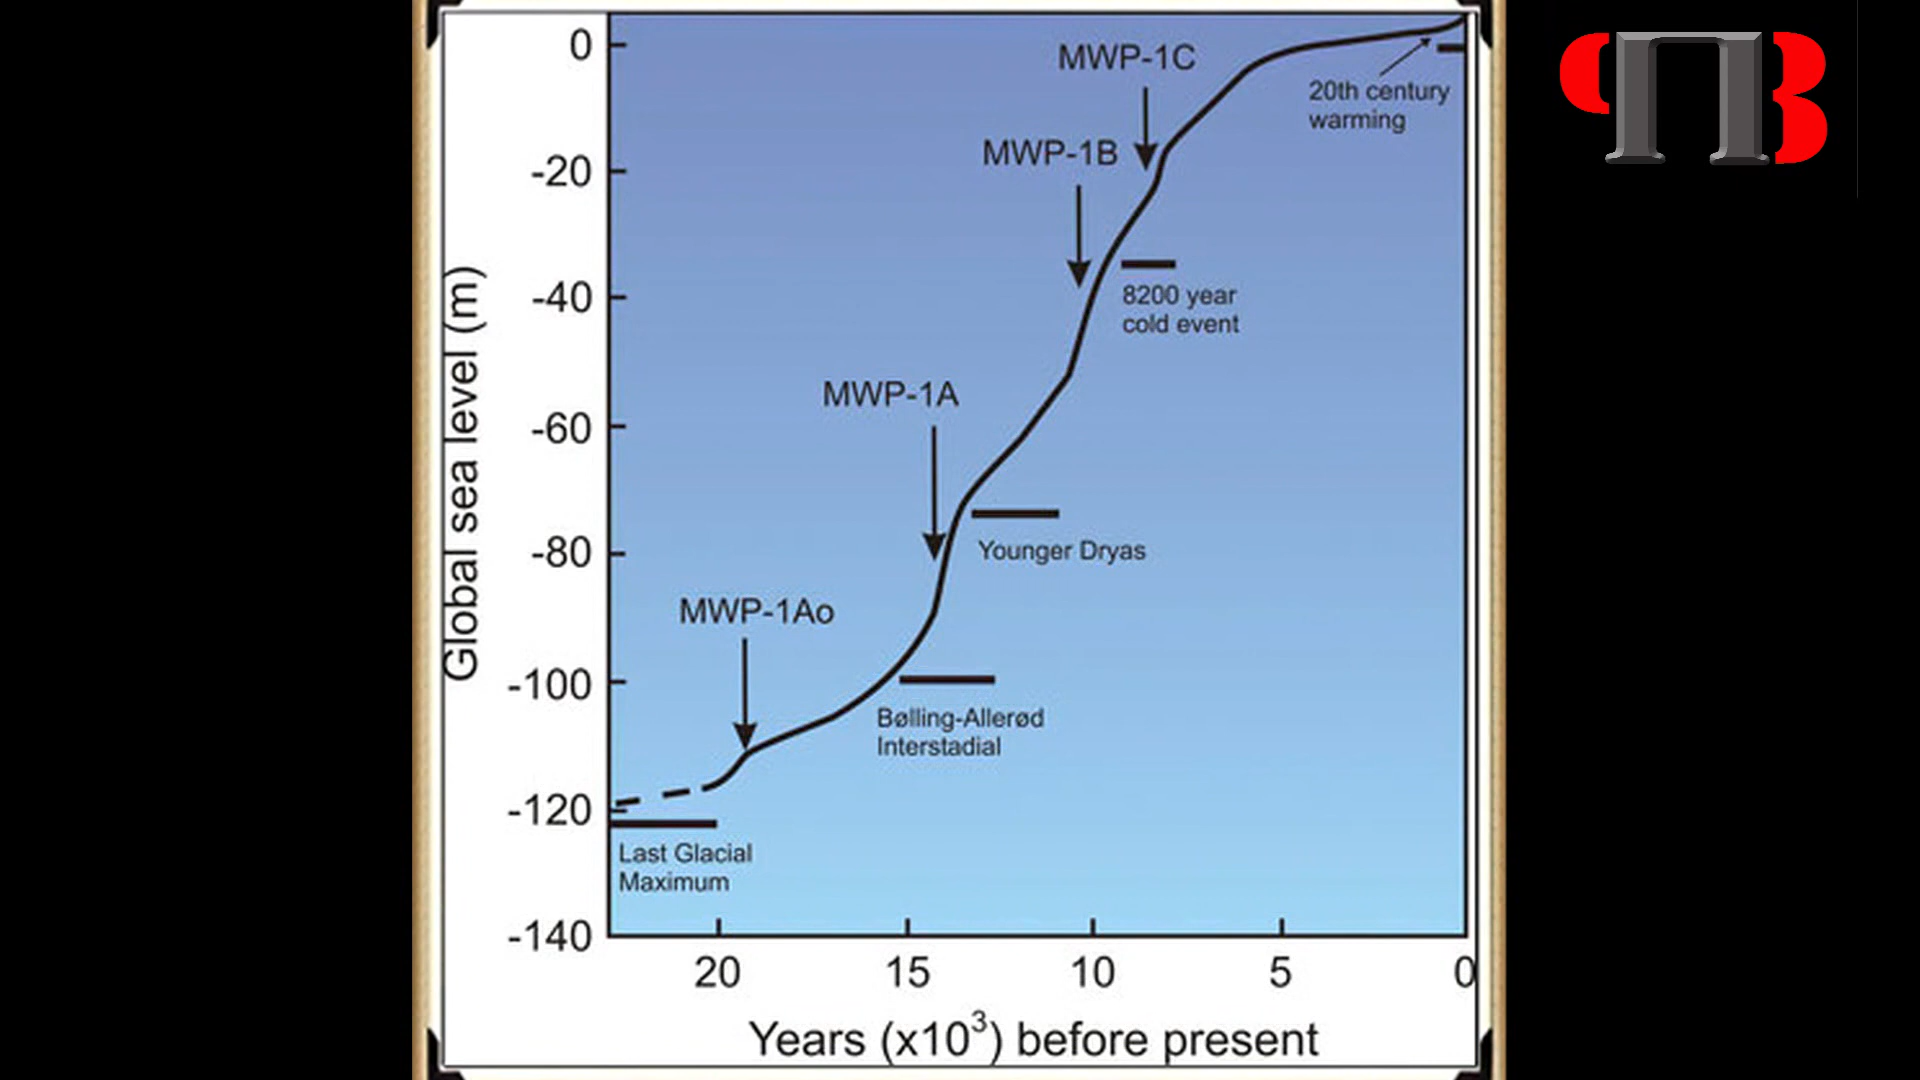 0
MWP-1C
20th century
warming
MWP-1B
-20
-40
8200 year
cold event
MWP-1A
-60
Younger Dryas
-80
MWP-1Ao
-100
Bølling-Allerød
Interstadial
-120
Last Glacial
Maximum
-140
Global sea level (m)
20 15 10 5 0
Years (x10³) before present